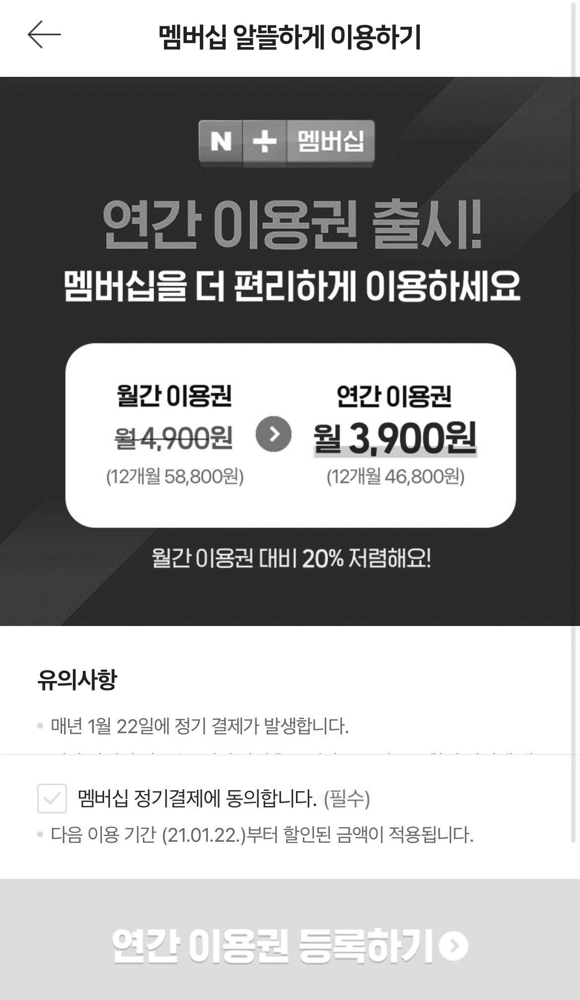 멤버십 알뜰하게 이용하기
N + 멤버십
연간 이용권 출시!
멤버십을 더 편리하게 이용하세요
월간 이용권
월 4,900원
(12개월 58,800원)
연간 이용권
월 3,900원
(12개월 46,800원)
월간 이용권 대비 20% 저렴해요!
유의사항
매년 1월 22일에 정기 결제가 발생합니다.
멤버십 정기결제에 동의합니다. (필수)
다음 이용 기간 (21.01.22.)부터 할인된 금액이 적용됩니다.
연간 이용권 등록하기